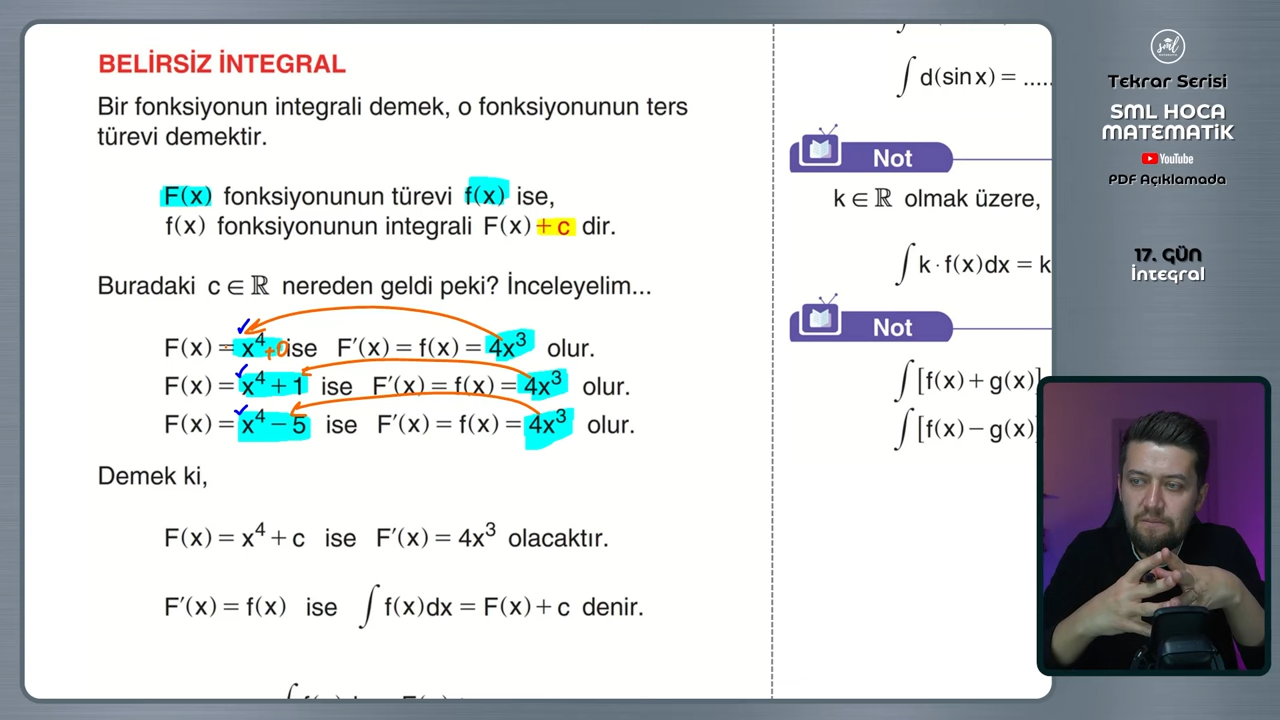 BELİRSİZ İNTEGRAL
Bir fonksiyonun integrali demek, o fonksiyonunun ters
türevi demektir.
F(x) fonksiyonunun türevi f(x) ise,
f(x) fonksiyonunun integrali F(x) + c dir.
Buradaki c ∈ ℝ nereden geldi peki? İnceleyelim...
F(x) = x⁴ +0 ise F′(x) = f(x) = 4x³ olur.
F(x) = x⁴ + 1 ise F′(x) = f(x) = 4x³ olur.
F(x) = x⁴ − 5 ise F′(x) = f(x) = 4x³ olur.
Demek ki,
F(x) = x⁴ + c ise F′(x) = 4x³ olacaktır.
F′(x) = f(x) ise ∫ f(x)dx = F(x) + c denir.
∫ d(sinx) = .....
Not
k ∈ ℝ olmak üzere,
∫ k · f(x)dx = k
Not
∫ [f(x) + g(x)]
∫ [f(x) − g(x)]
sml
Tekrar Serisi
SML HOCA
MATEMATİK
YouTube
PDF Açıklamada
17. GÜN
İntegral